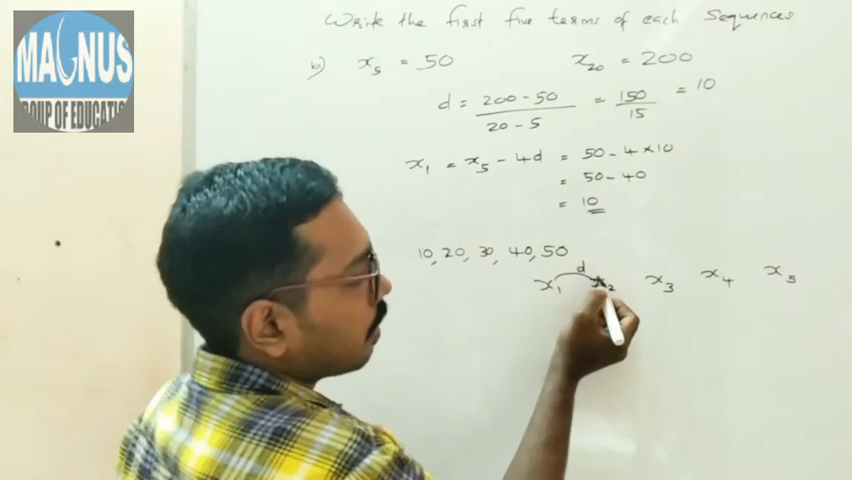 MAGNUS
GROUP OF EDUCATION
Write the first five terms of each Sequences
b) x₅ = 50 x₂₀ = 200
d = 200 - 50 / 20 - 5 = 150 / 15 = 10
x₁ = x₅ - 4d = 50 - 4 × 10
= 50 - 40
= 10
10, 20, 30, 40, 50
d
x₁ x₂ x₃ x₄ x₅